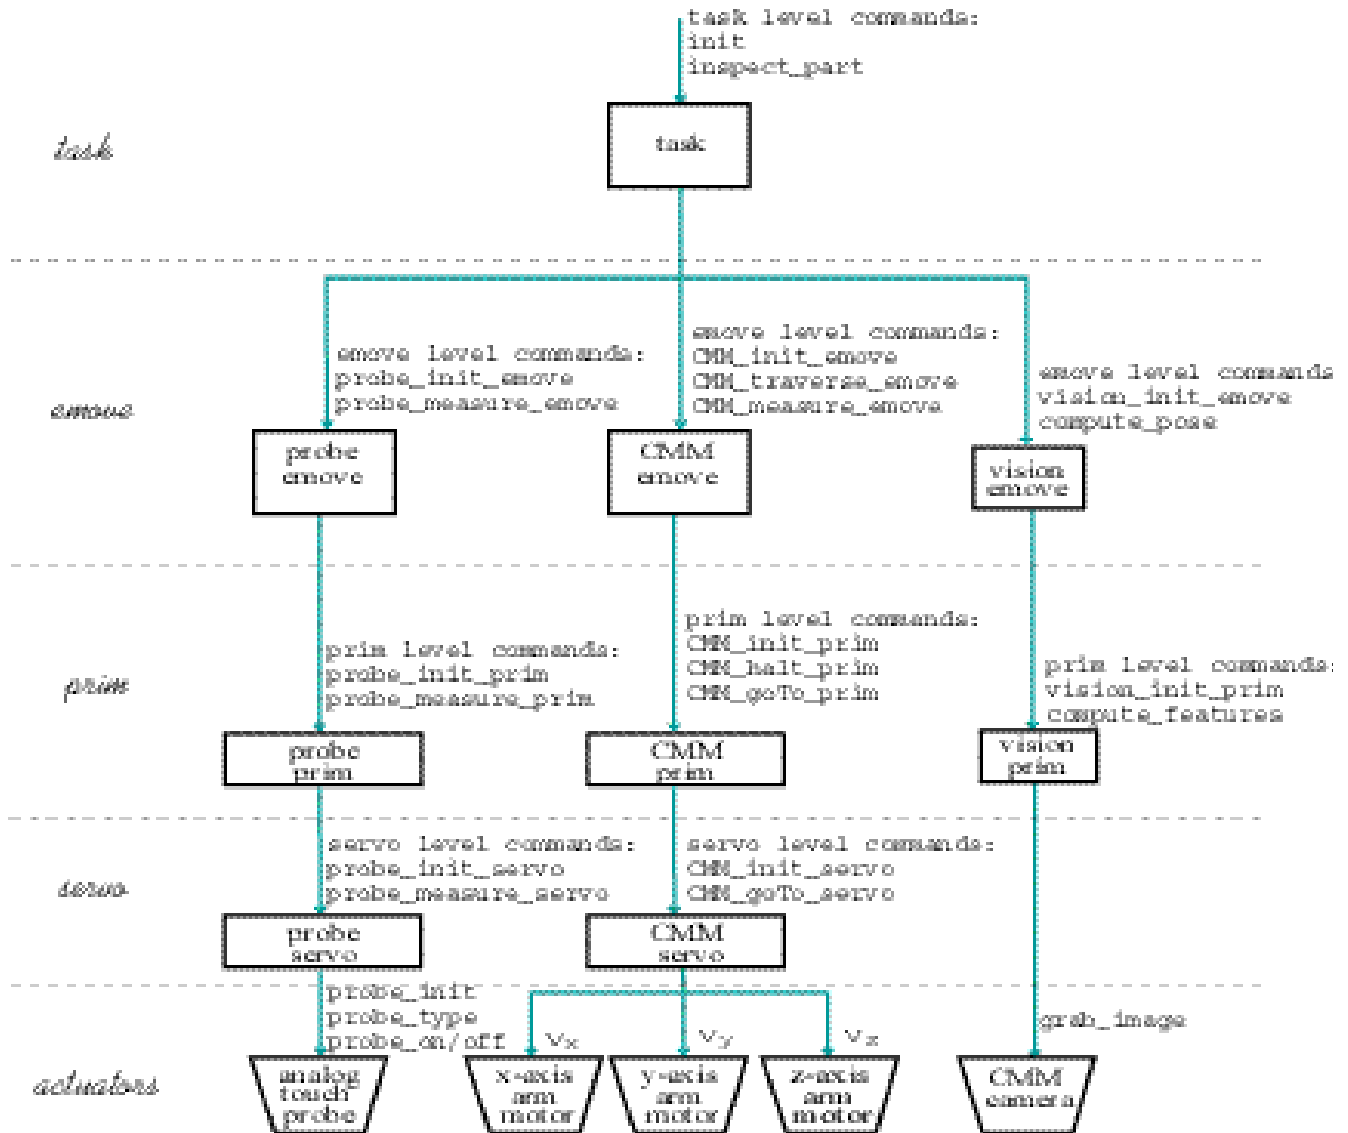 task level commands:
init
inspect_part
task
task
emove level commands:
probe_init_emove
probe_measure_emove
emove level commands:
CMM_init_emove
CMM_traverse_emove
CMM_measure_emove
emove level commands
vision_init_emove
compute_pose
emove
probe
emove
CMM
emove
vision
emove
prim level commands:
probe_init_prim
probe_measure_prim
prim level commands:
CMM_init_prim
CMM_halt_prim
CMM_goTo_prim
prim level commands:
vision_init_prim
compute_features
prim
probe
prim
CMM
prim
vision
prim
servo level commands:
probe_init_servo
probe_measure_servo
servo level commands:
CMM_init_servo
CMM_goTo_servo
servo
probe
servo
CMM
servo
probe_init
probe_type
probe_on/off
Vx
Vy
Vz
grab_image
actuators
analog
touch
probe
x-axis
arm
motor
y-axis
arm
motor
z-axis
arm
motor
CMM
camera